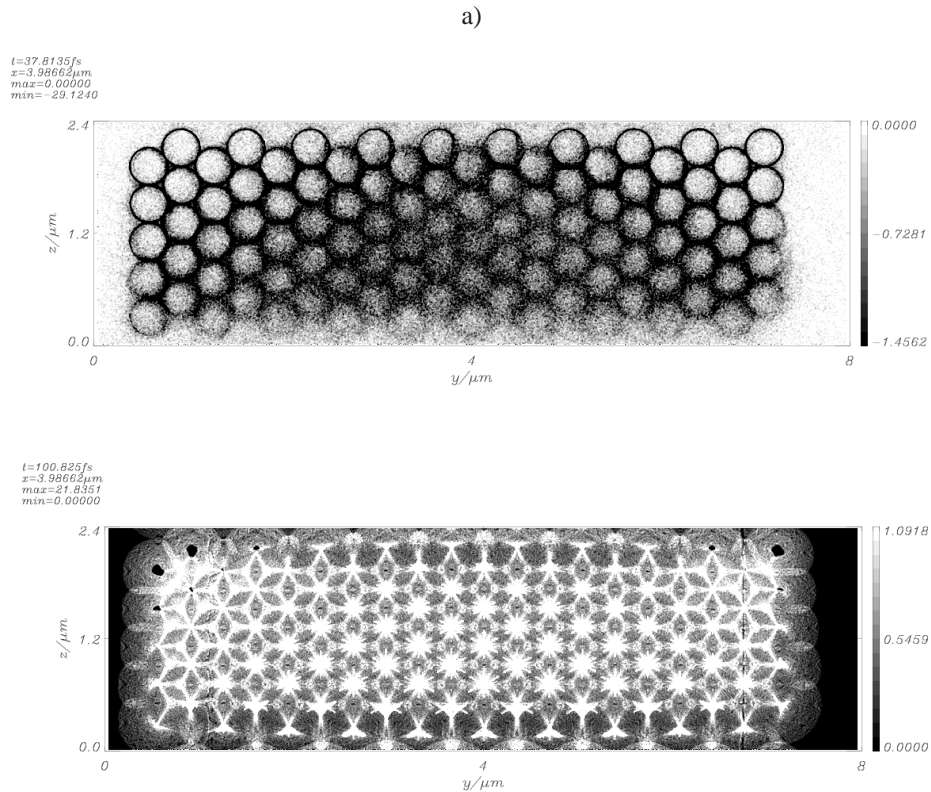 a)
t=37.8135fs
x=3.98662μm
max=0.00000
min=−29.1240
2.4
1.2
0.0
z/μm
0
4
8
y/μm
0.0000
−0.7281
−1.4562
t=100.825fs
x=3.98662μm
max=21.8351
min=0.00000
2.4
1.2
0.0
z/μm
0
4
8
y/μm
1.0918
0.5459
0.0000